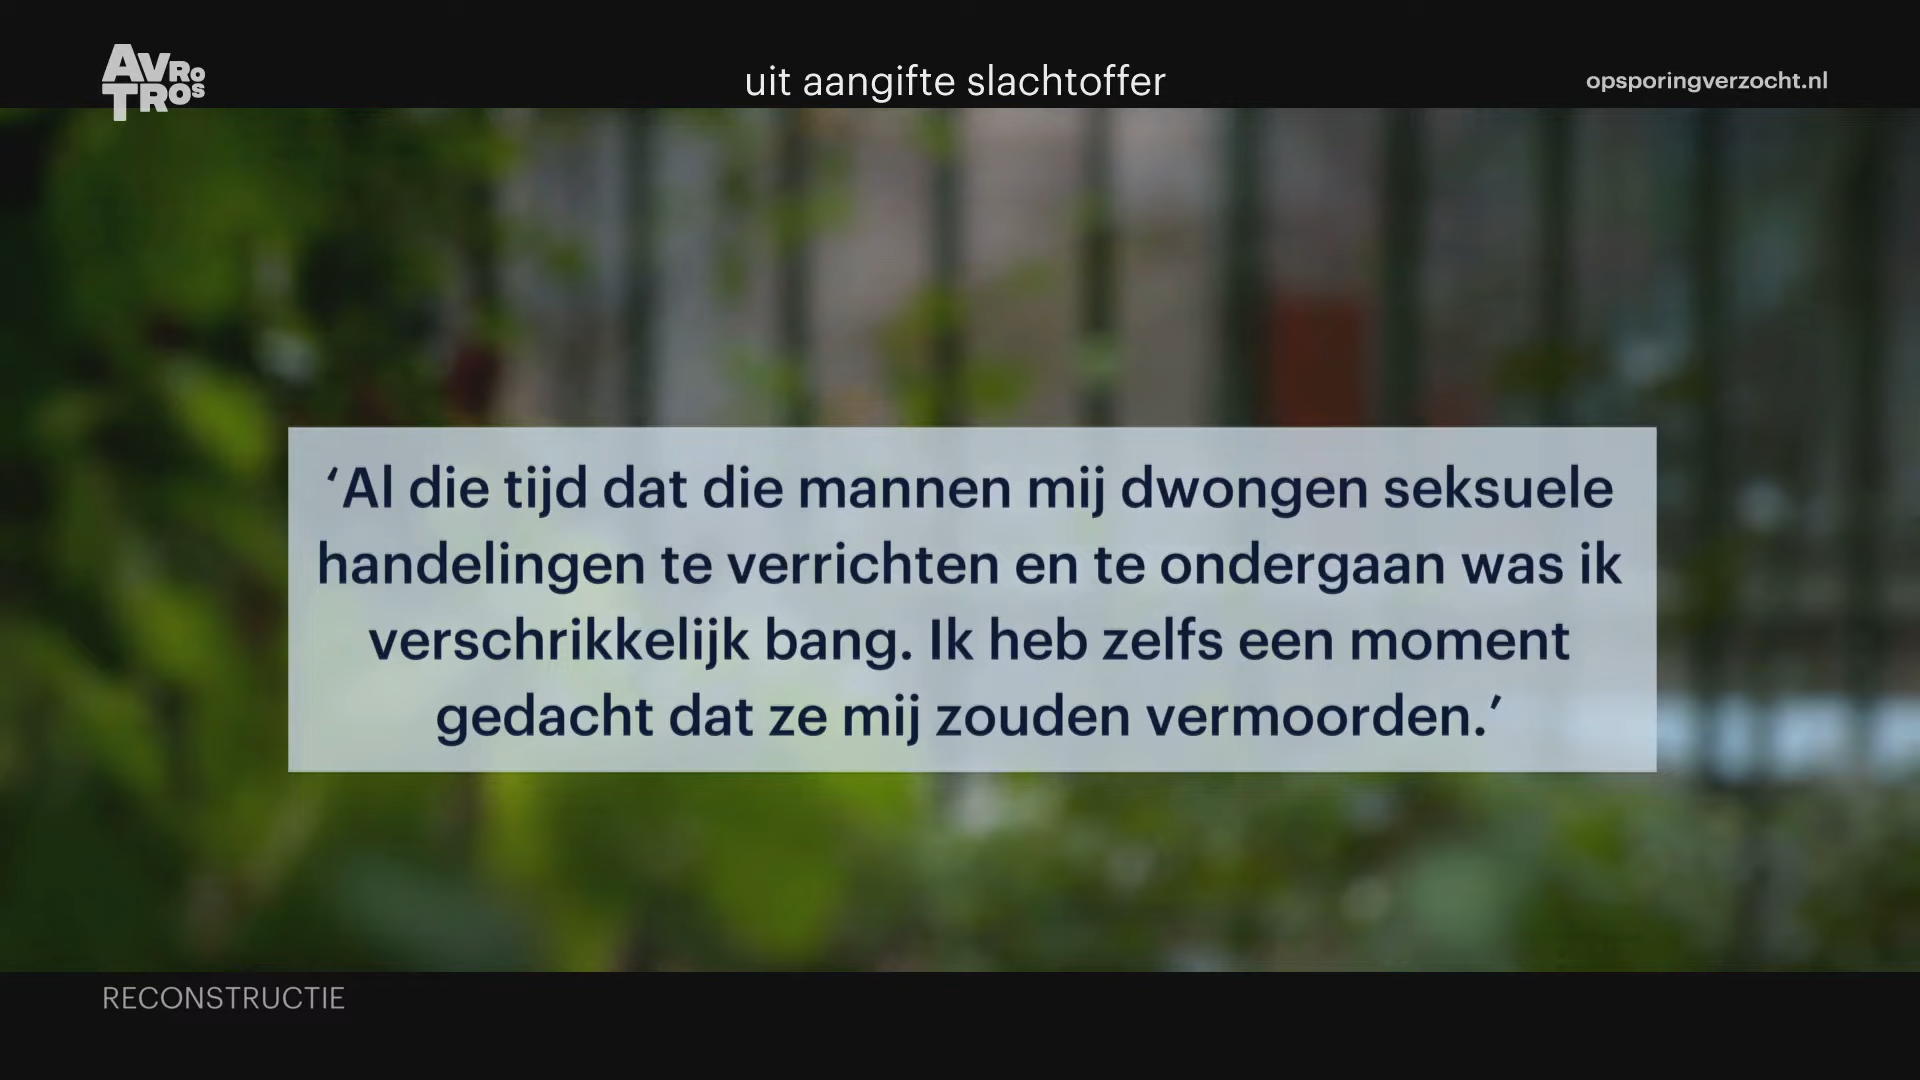 AVRO
TROS
uit aangifte slachtoffer
opsporingverzocht.nl
‘Al die tijd dat die mannen mij dwongen seksuele
handelingen te verrichten en te ondergaan was ik
verschrikkelijk bang. Ik heb zelfs een moment
gedacht dat ze mij zouden vermoorden.’
RECONSTRUCTIE